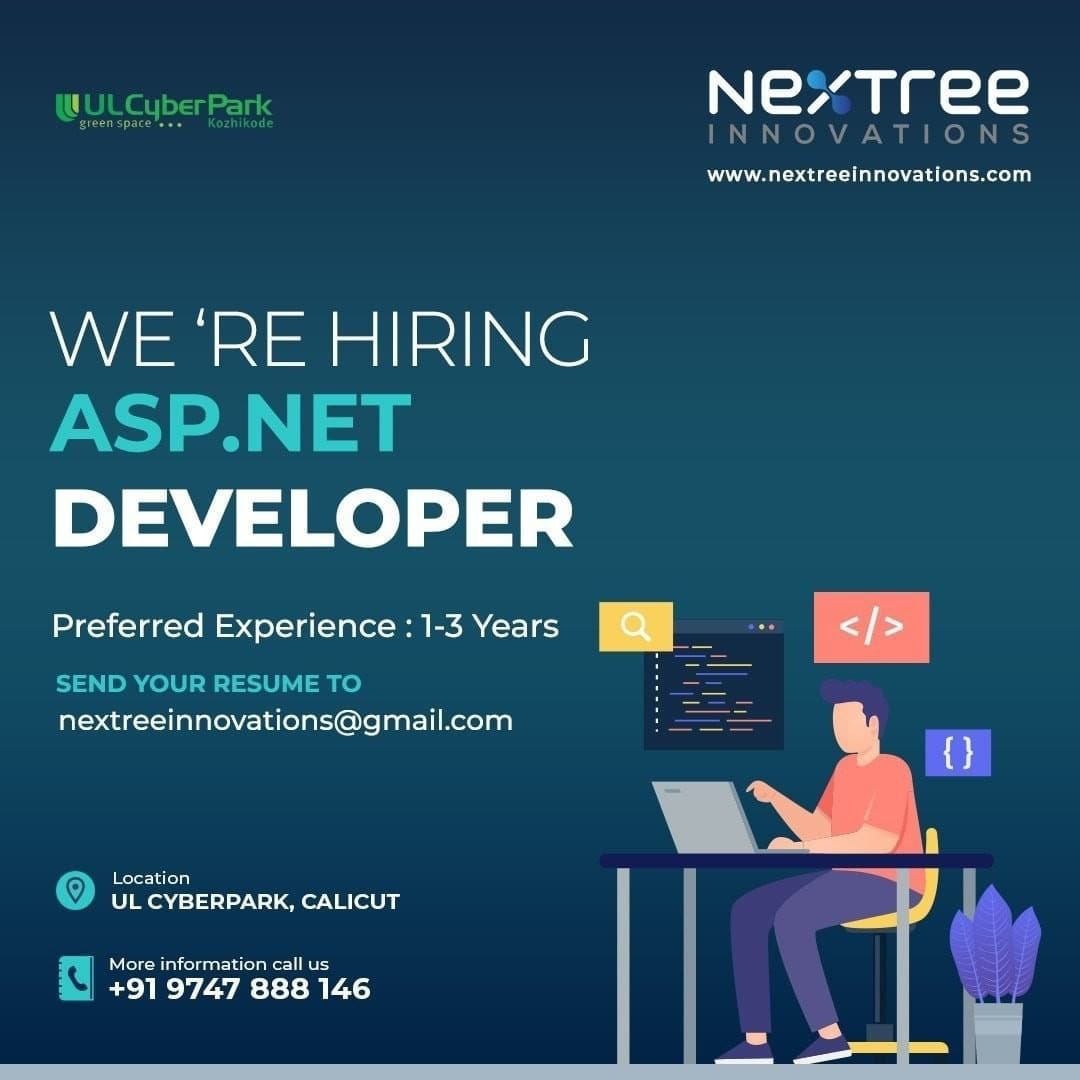 ULCyberPark
green space ... Kozhikode
NexTree
INNOVATIONS
www.nextreeinnovations.com
WE ‘RE HIRING
ASP.NET
DEVELOPER
Preferred Experience : 1-3 Years
SEND YOUR RESUME TO
nextreeinnovations@gmail.com
</>
{ }
Location
UL CYBERPARK, CALICUT
More information call us
+91 9747 888 146